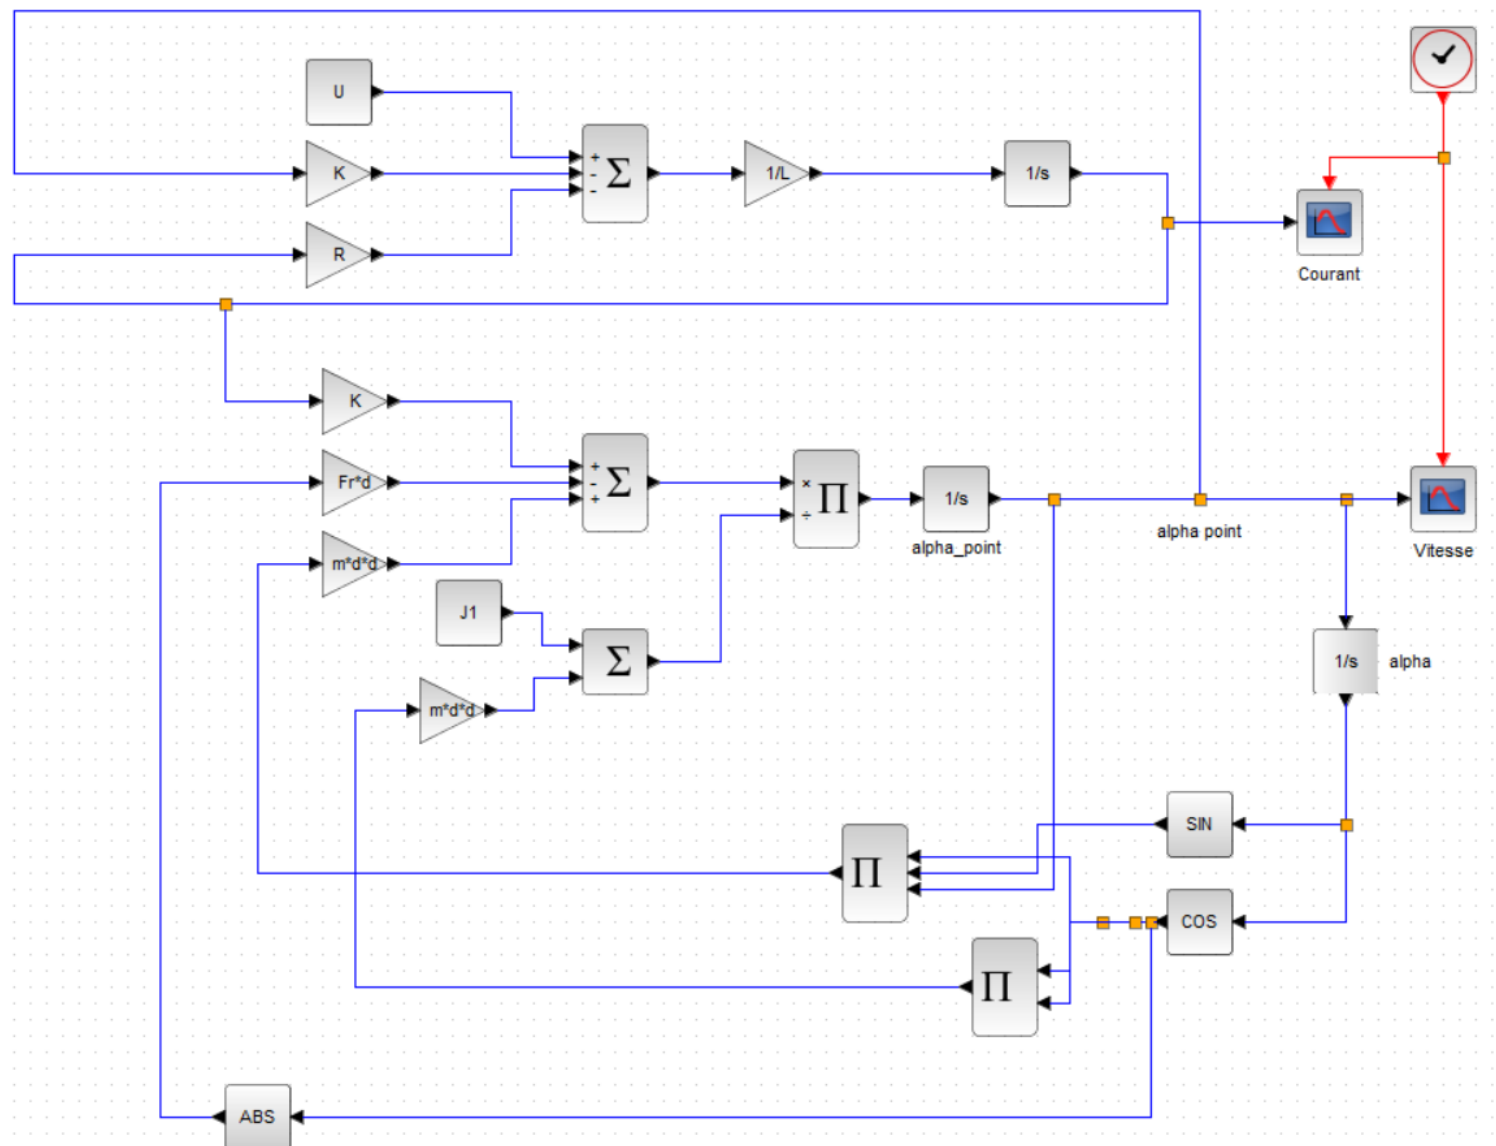 U
+
-
-
Σ
K
1/L
1/s
R
Courant
K
+
-
+
Σ
Fr*d
×
÷
Π
1/s
alpha_point
alpha point
Vitesse
m*d*d
J1
Σ
1/s
alpha
m*d*d
SIN
Π
COS
Π
ABS